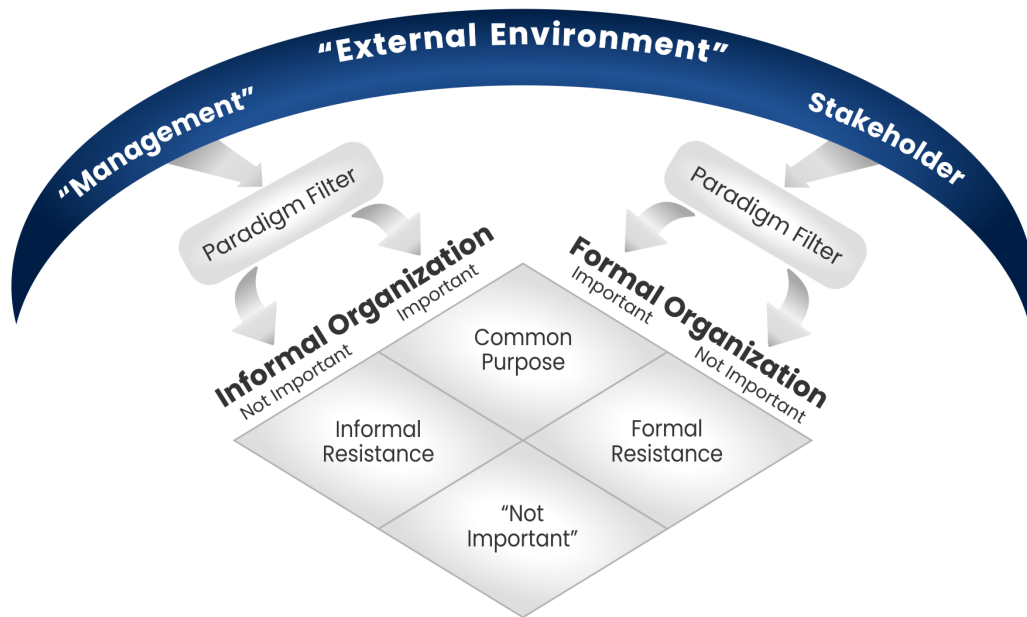 “External Environment”
“Management”
Stakeholder
Paradigm Filter
Paradigm Filter
Informal Organization
Not Important
Important
Formal Organization
Important
Not Important
Common
Purpose
Informal
Resistance
Formal
Resistance
“Not
Important”